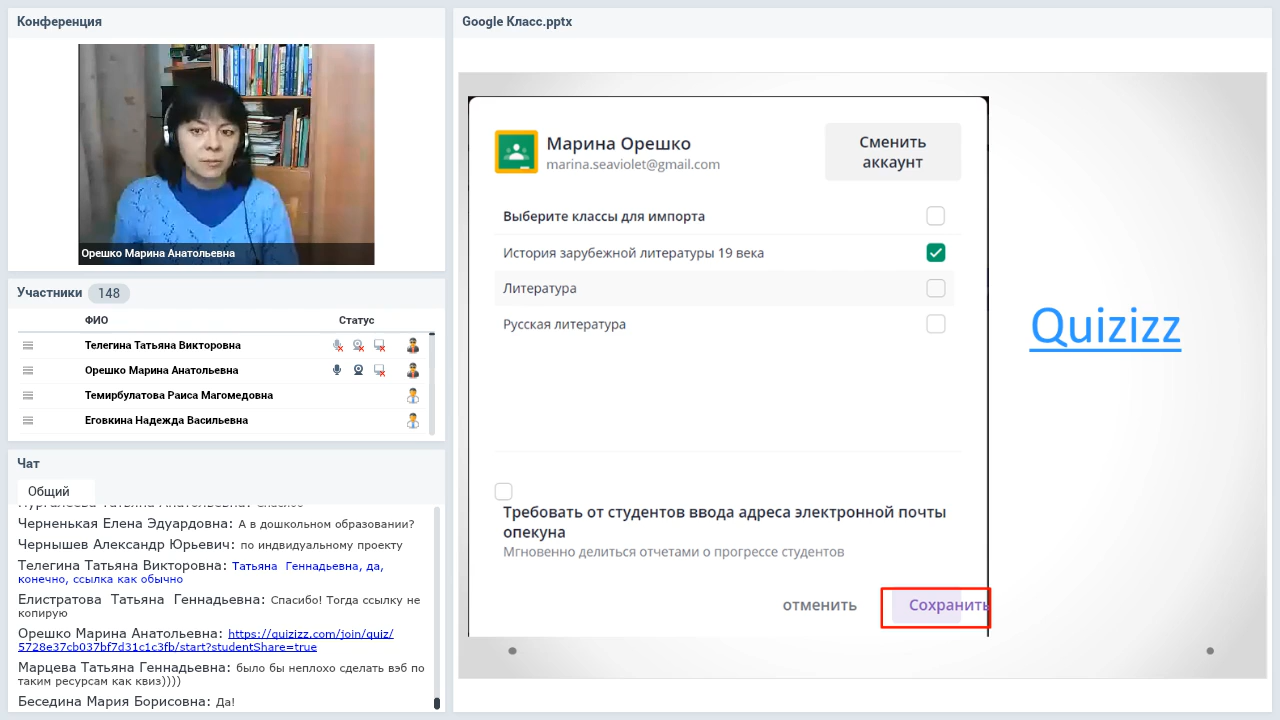 Конференция
Орешко Марина Анатольевна
Участники 148
ФИО Статус
Телегина Татьяна Викторовна
Орешко Марина Анатольевна
Темирбулатова Раиса Магомедовна
Еговкина Надежда Васильевна
Чат
Общий
Черненькая Елена Эдуардовна: А в дошкольном образовании?
Чернышев Александр Юрьевич: по индвидуальному проекту
Телегина Татьяна Викторовна: Татьяна Геннадьевна, да,
конечно, ссылка как обычно
Елистратова Татьяна Геннадьевна: Спасибо! Тогда ссылку не
копирую
Орешко Марина Анатольевна: https://quizizz.com/join/quiz/
5728e37cb037bf7d31c1c3fb/start?studentShare=true
Марцева Татьяна Геннадьевна: было бы неплохо сделать вэб по
таким ресурсам как квиз))))
Беседина Мария Борисовна: Да!
Google Класс.pptx
Марина Орешко
marina.seaviolet@gmail.com
Сменить
аккаунт
Выберите классы для импорта
История зарубежной литературы 19 века
Литература
Русская литература
Требовать от студентов ввода адреса электронной почты
опекуна
Мгновенно делиться отчетами о прогрессе студентов
отменить Сохранить
Quizizz